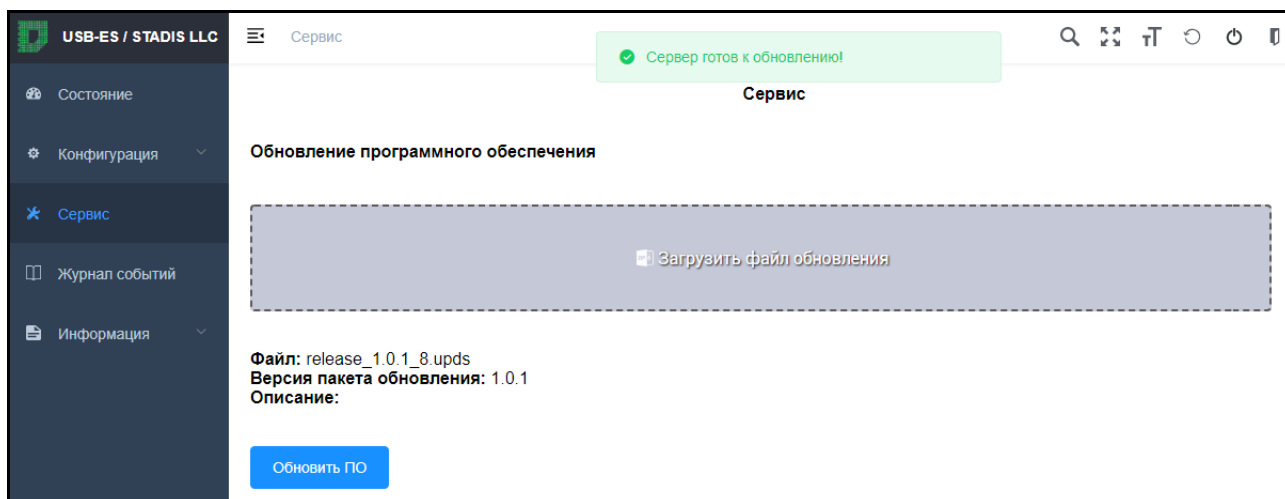 USB-ES / STADIS LLC
Сервис
Сервер готов к обновлению!
Состояние
Конфигурация
Сервис
Журнал событий
Информация
Сервис
Обновление программного обеспечения
Загрузить файл обновления
Файл: release_1.0.1_8.upds
Версия пакета обновления: 1.0.1
Описание:
Обновить ПО